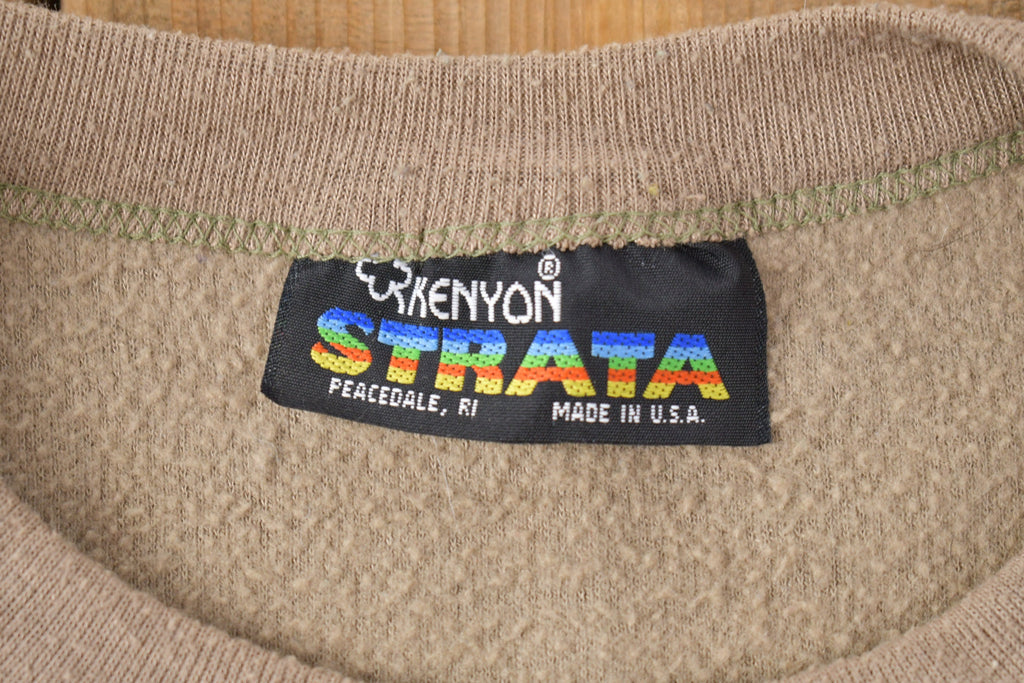 KENYON®
STRATA
PEACEDALE, RI MADE IN U.S.A.